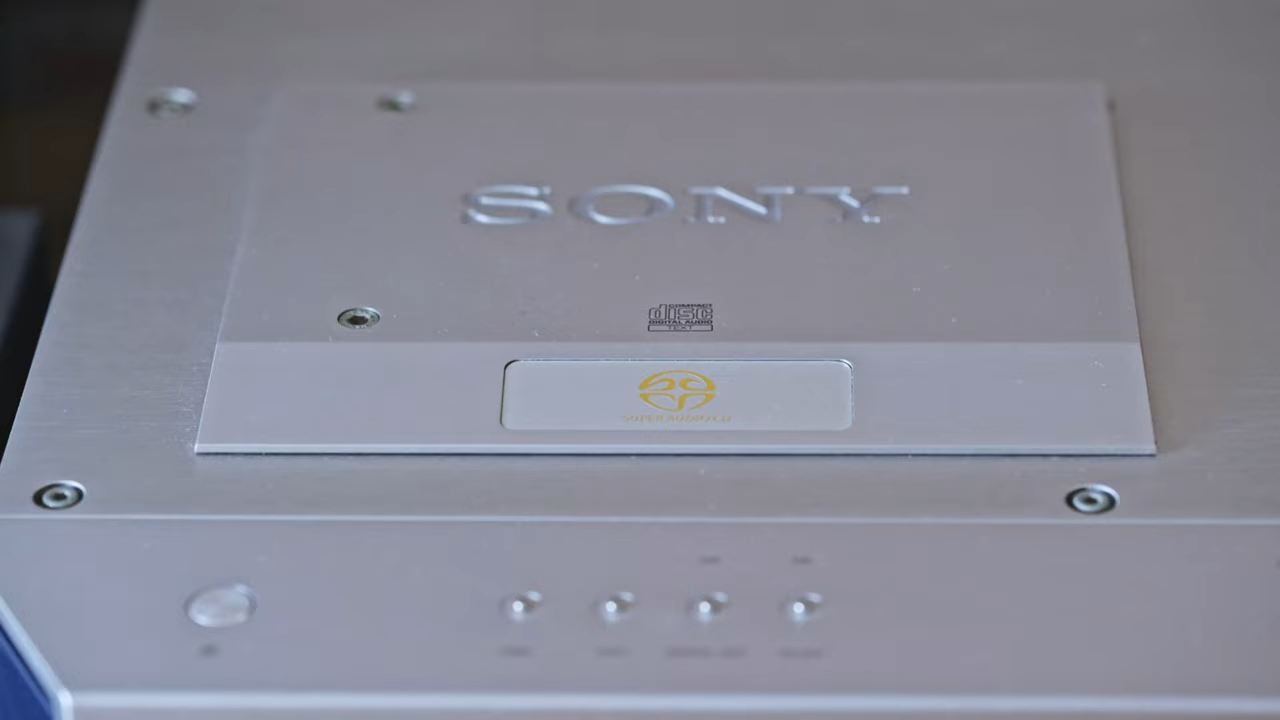 SONY
COMPACT
disc
DIGITAL AUDIO
TEXT
SUPER AUDIO CD